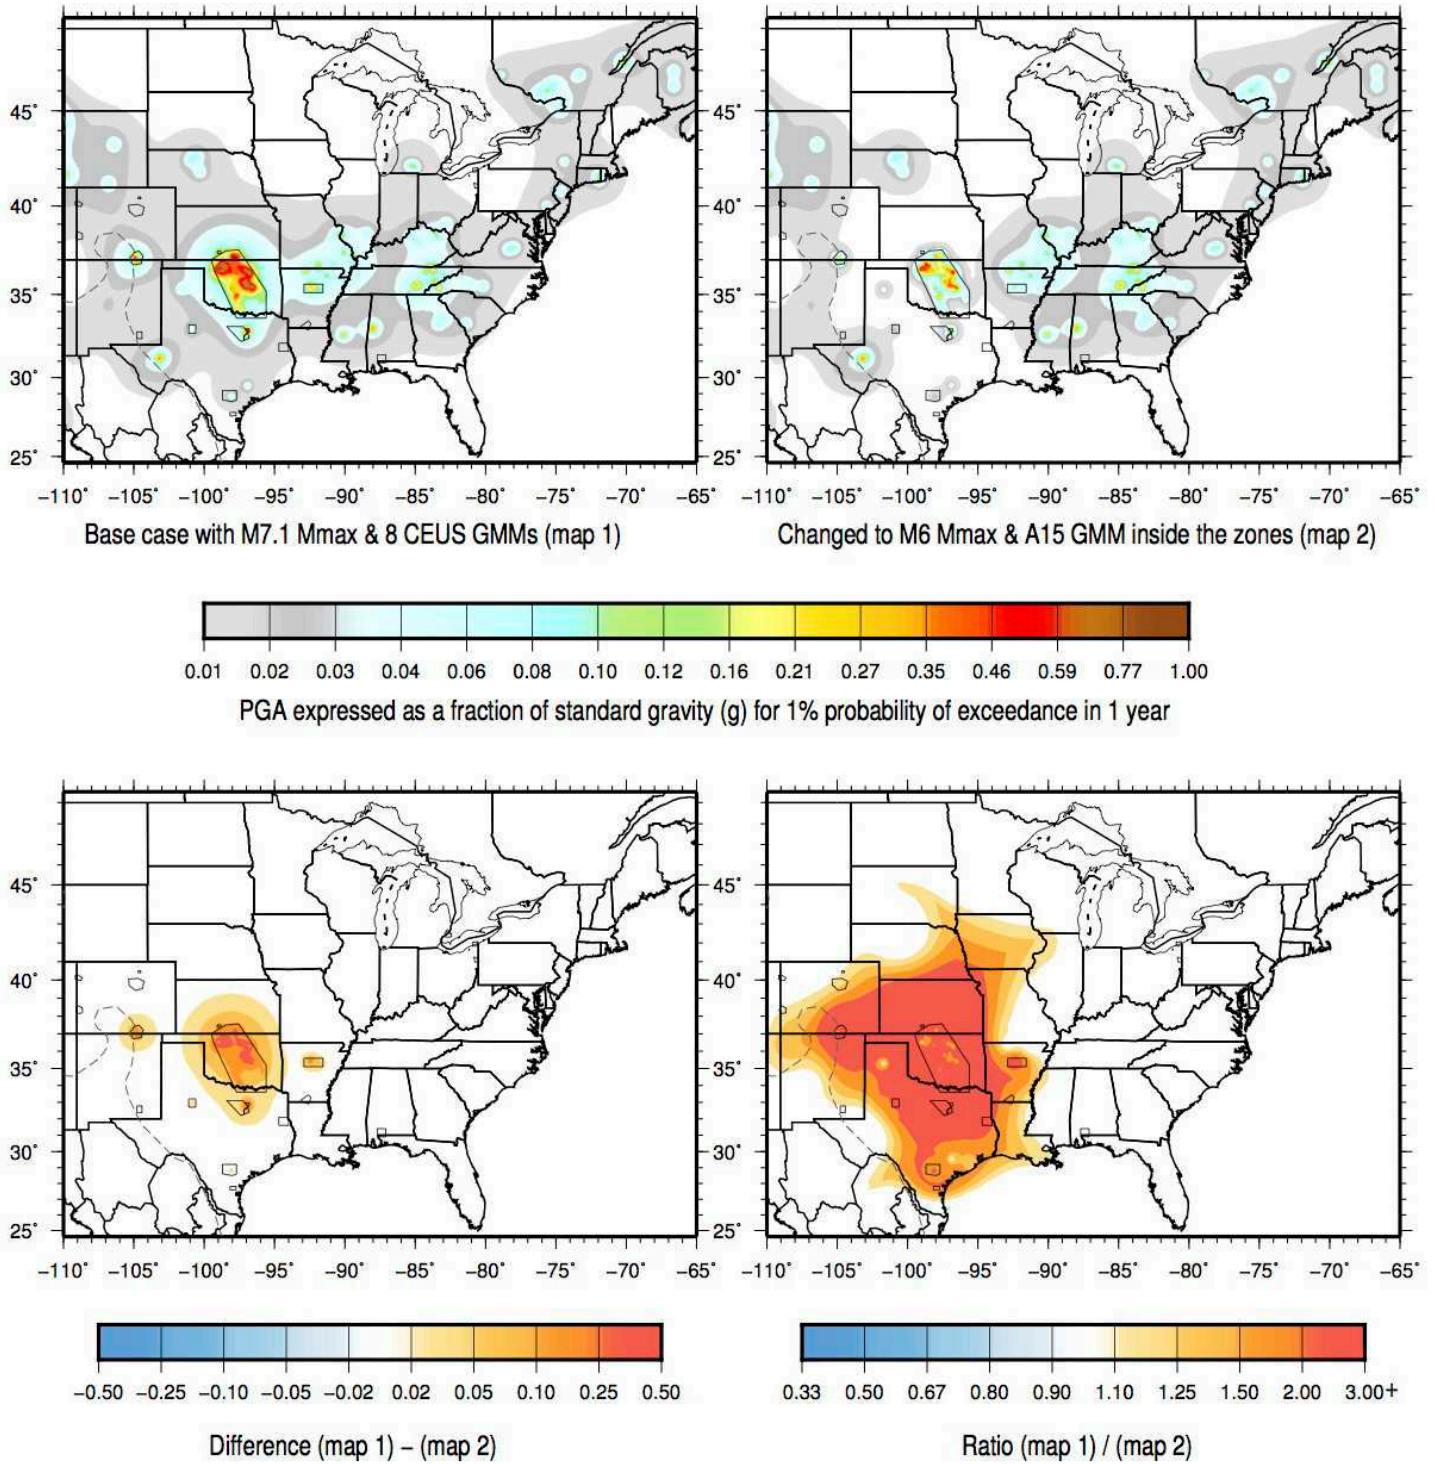 45° 45°
40° 40°
35° 35°
30° 30°
25° 25°
−110° −105° −100° −95° −90° −85° −80° −75° −70° −65° −110° −105° −100° −95° −90° −85° −80° −75° −70° −65°
Base case with M7.1 Mmax & 8 CEUS GMMs (map 1)
Changed to M6 Mmax & A15 GMM inside the zones (map 2)
0.01 0.02 0.03 0.04 0.06 0.08 0.10 0.12 0.16 0.21 0.27 0.35 0.46 0.59 0.77 1.00
PGA expressed as a fraction of standard gravity (g) for 1% probability of exceedance in 1 year
45° 45°
40° 40°
35° 35°
30° 30°
25° 25°
−110° −105° −100° −95° −90° −85° −80° −75° −70° −65° −110° −105° −100° −95° −90° −85° −80° −75° −70° −65°
−0.50 −0.25 −0.10 −0.05 −0.02 0.02 0.05 0.10 0.25 0.50
Difference (map 1) – (map 2)
0.33 0.50 0.67 0.80 0.90 1.10 1.25 1.50 2.00 3.00+
Ratio (map 1) / (map 2)